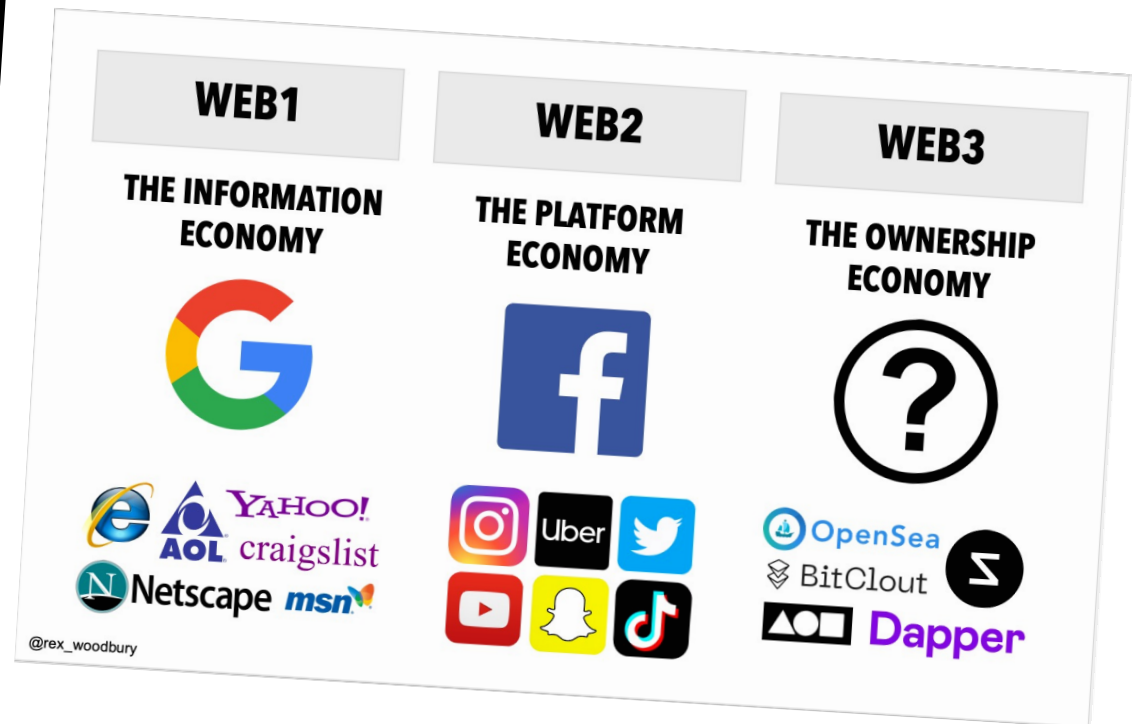 WEB1
THE INFORMATION
ECONOMY
YAHOO!
AOL
craigslist
N Netscape
msn
@rex_woodbury
WEB2
THE PLATFORM
ECONOMY
Uber
WEB3
THE OWNERSHIP
ECONOMY
?
OpenSea
BitClout
Dapper